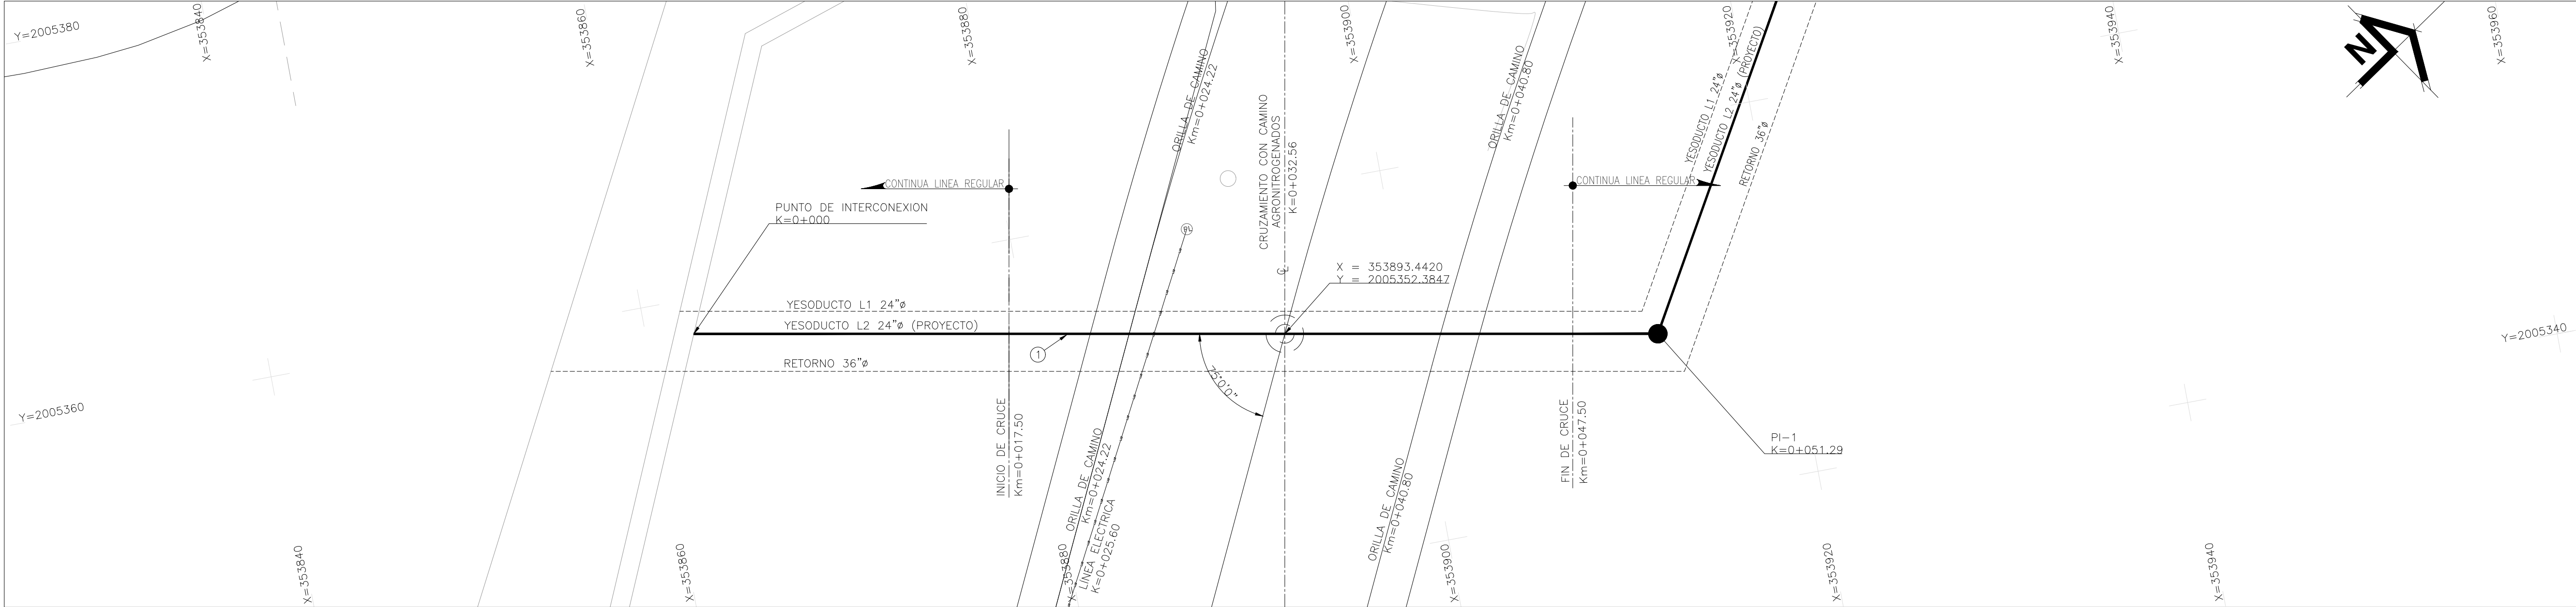 Y=2005380
X=353840
X=353860
X=353880
X=353900
X=353920
X=353940
X=353960
N
ORILLA DE CAMINO
Km=0+024.22
CRUZAMIENTO CON CAMINO
AGRONITROGENADOS
K=0+032.56
ORILLA DE CAMINO
Km=0+040.80
YESODUCTO L1 24"ø
YESODUCTO L2 24"ø (PROYECTO)
RETORNO 36"ø
CONTINUA LINEA REGULAR
CONTINUA LINEA REGULAR
PUNTO DE INTERCONEXION
K=0+000
X = 353893.4420
Y = 2005352.3847
YESODUCTO L1 24"ø
YESODUCTO L2 24"ø (PROYECTO)
RETORNO 36"ø
1
75°0'0"
Y=2005340
Y=2005360
INICIO DE CRUCE
Km=0+017.50
ORILLA DE CAMINO
Km=0+024.22
LÍNEA ELECTRICA
K=0+025.60
ORILLA DE CAMINO
Km=0+040.80
FIN DE CRUCE
Km=0+047.50
PI-1
K=0+051.29
X=353840
X=353860
X=353880
X=353900
X=353920
X=353940